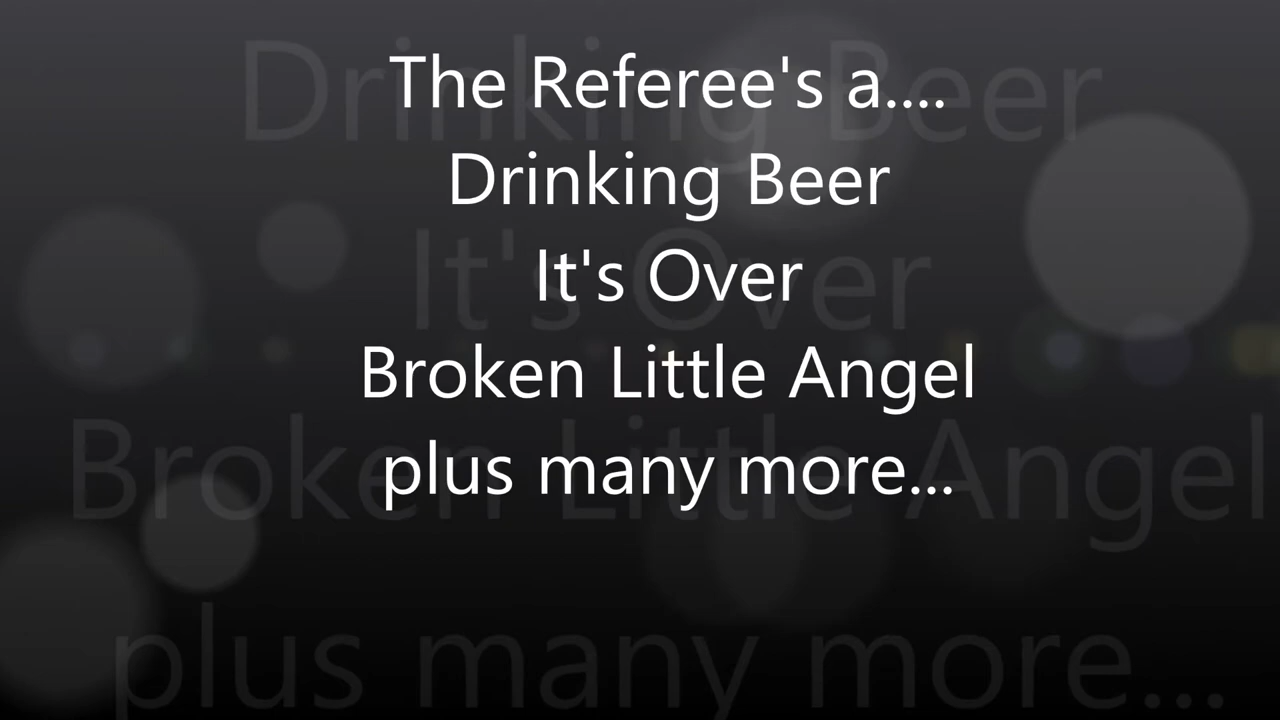 The Referee's a....
Drinking Beer
It's Over
Broken Little Angel
plus many more...